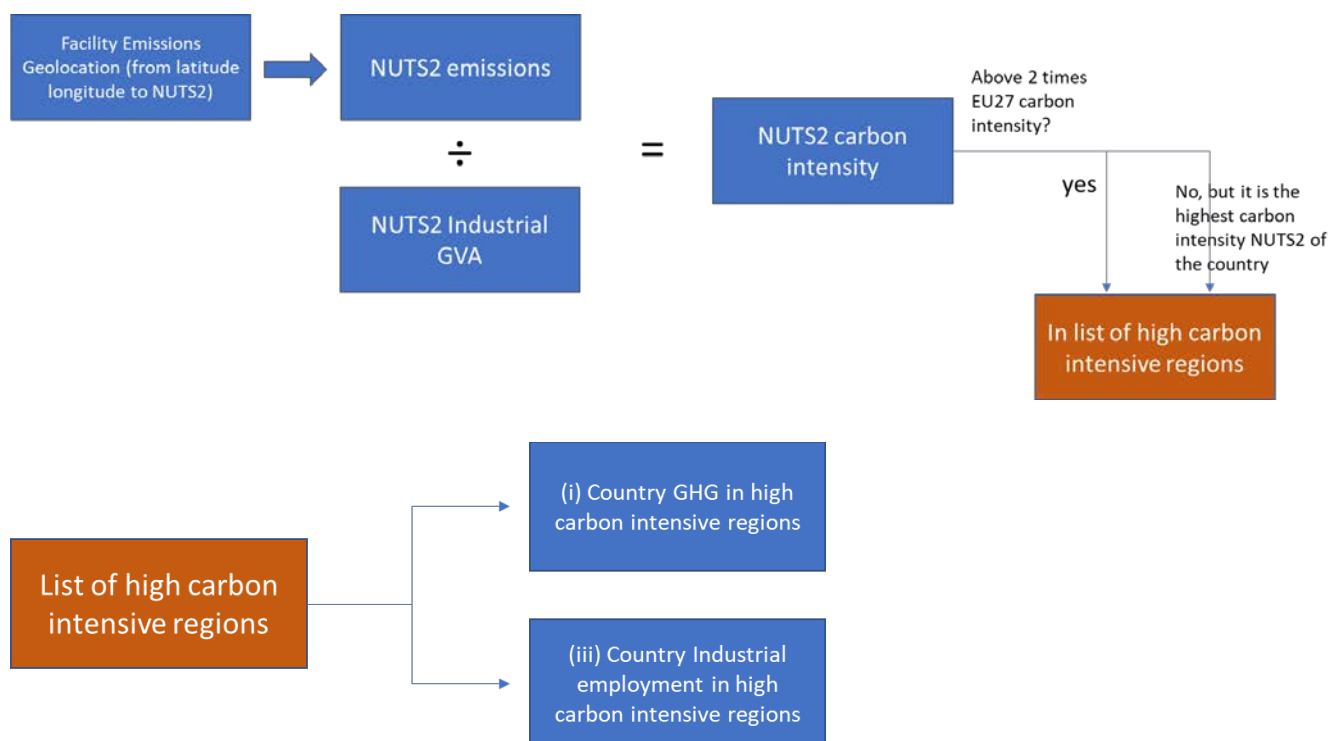 Facility Emissions
Geolocation (from latitude
longitude to NUTS2)
NUTS2 emissions
÷
NUTS2 Industrial
GVA
=
NUTS2 carbon
intensity
Above 2 times
EU27 carbon
intensity?
yes
No, but it is the
highest carbon
intensity NUTS2 of
the country
In list of high carbon
intensive regions
List of high carbon
intensive regions
(i) Country GHG in high
carbon intensive regions
(iii) Country Industrial
employment in high
carbon intensive regions